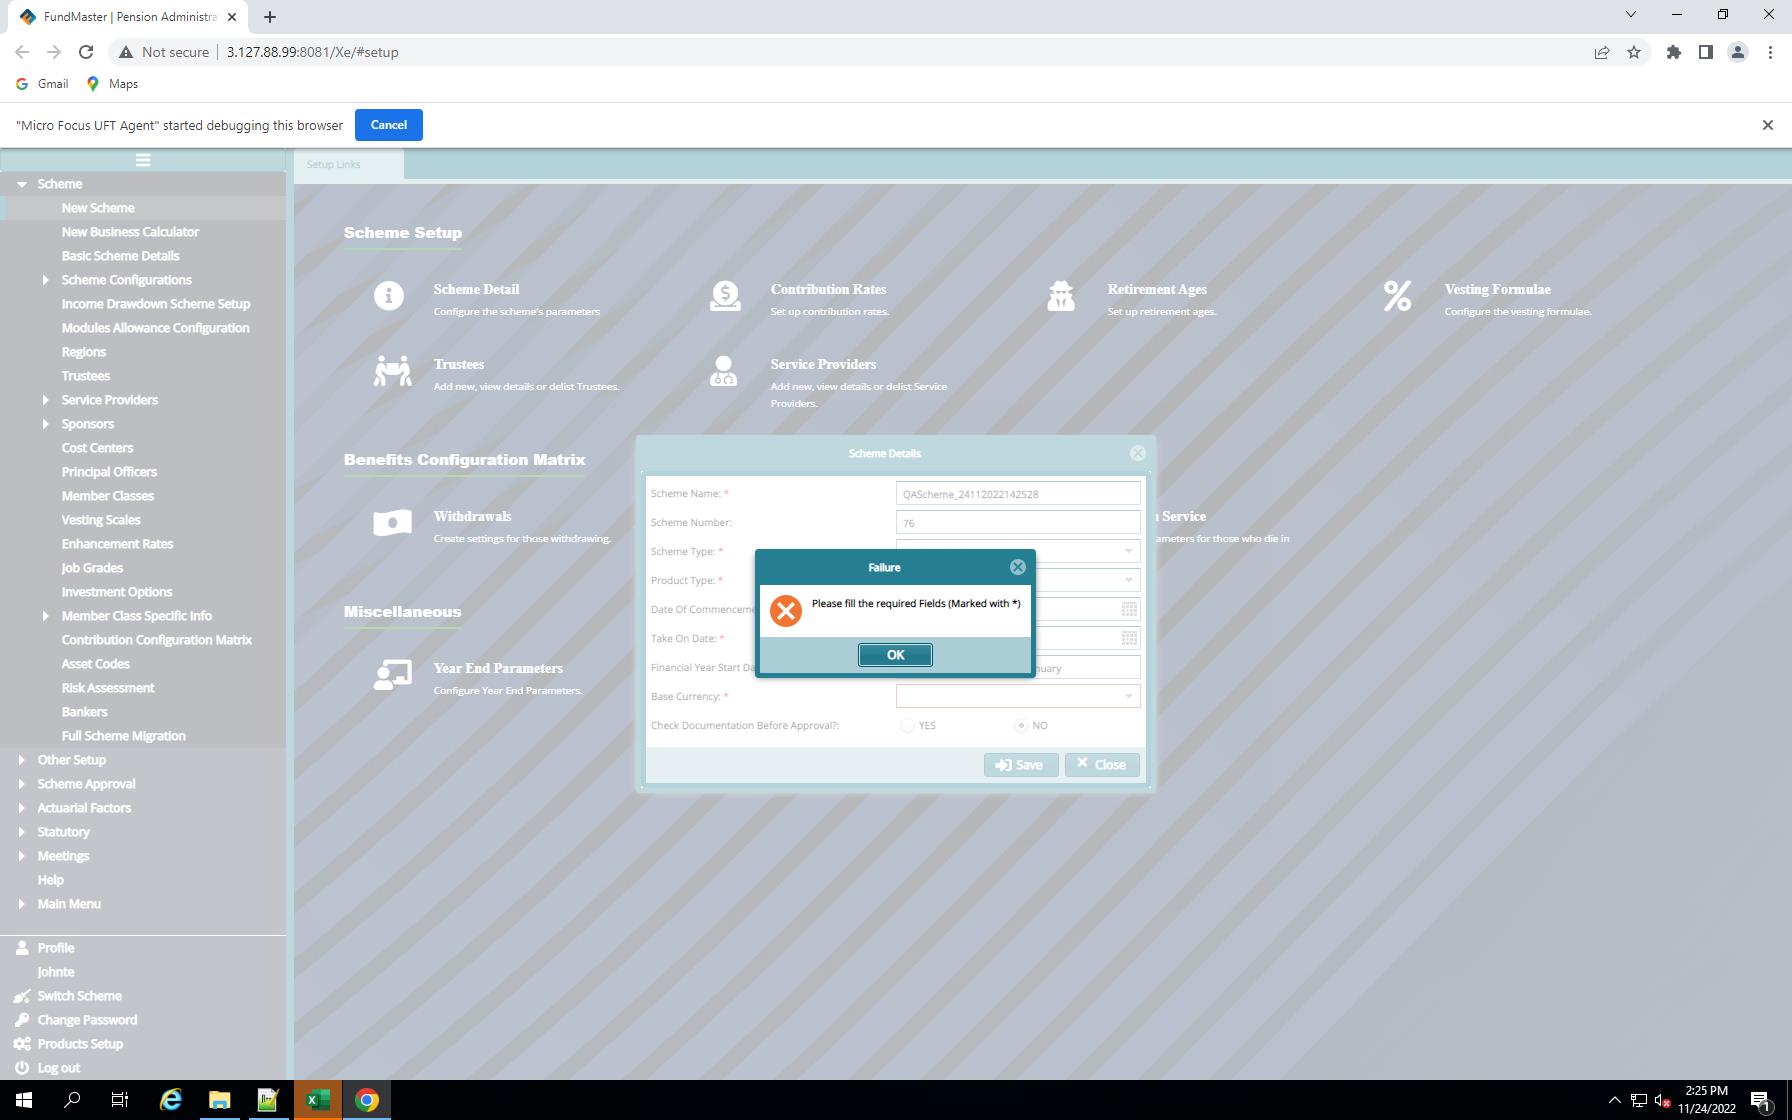 FundMaster | Pension Administra
Not secure
3.127.88.99:8081/Xe/#setup
Gmail
Maps
"Micro Focus UFT Agent" started debugging this browser
Cancel
Setup Links
Scheme
New Scheme
New Business Calculator
Basic Scheme Details
Scheme Configurations
Income Drawdown Scheme Setup
Modules Allowance Configuration
Regions
Trustees
Service Providers
Sponsors
Cost Centers
Principal Officers
Member Classes
Vesting Scales
Enhancement Rates
Job Grades
Investment Options
Member Class Specific Info
Contribution Configuration Matrix
Asset Codes
Risk Assessment
Bankers
Full Scheme Migration
Other Setup
Scheme Approval
Actuarial Factors
Statutory
Meetings
Help
Main Menu
Profile
Johnte
Switch Scheme
Change Password
Products Setup
Log out
Scheme Setup
Scheme Detail
Configure the scheme's parameters
Contribution Rates
Set up contribution rates.
Retirement Ages
Set up retirement ages.
Vesting Formulae
Configure the vesting formulae.
Trustees
Add new, view details or delist Trustees.
Service Providers
Add new, view details or delist Service
Providers.
Benefits Configuration Matrix
Withdrawals
Create settings for those withdrawing.
Service
ameters for those who die in
Miscellaneous
Year End Parameters
Configure Year End Parameters.
Scheme Details
Scheme Name: *
QAScheme_24112022142528
Scheme Number:
76
Scheme Type: *
Product Type: *
Date Of Commenceme
Take On Date: *
Financial Year Start Da
nuary
Base Currency: *
Check Documentation Before Approval?:
YES
NO
Save
Close
Failure
Please fill the required Fields (Marked with *)
OK
2:25 PM
11/24/2022
1